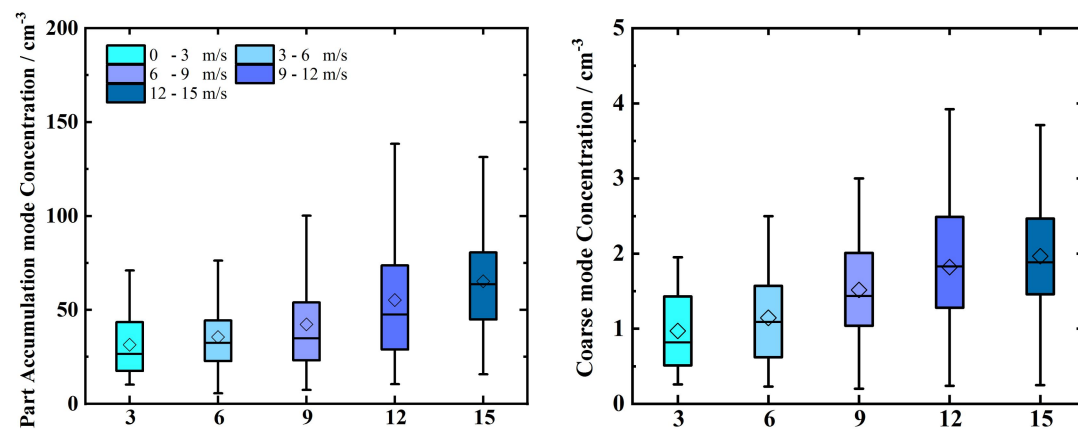 Part Accumulation mode Concentration / cm⁻³
200
150
100
50
0
0 - 3 m/s
3 - 6 m/s
6 - 9 m/s
9 - 12 m/s
12 - 15 m/s
3 6 9 12 15
Coarse mode Concentration / cm⁻³
5
4
3
2
1
0
3 6 9 12 15